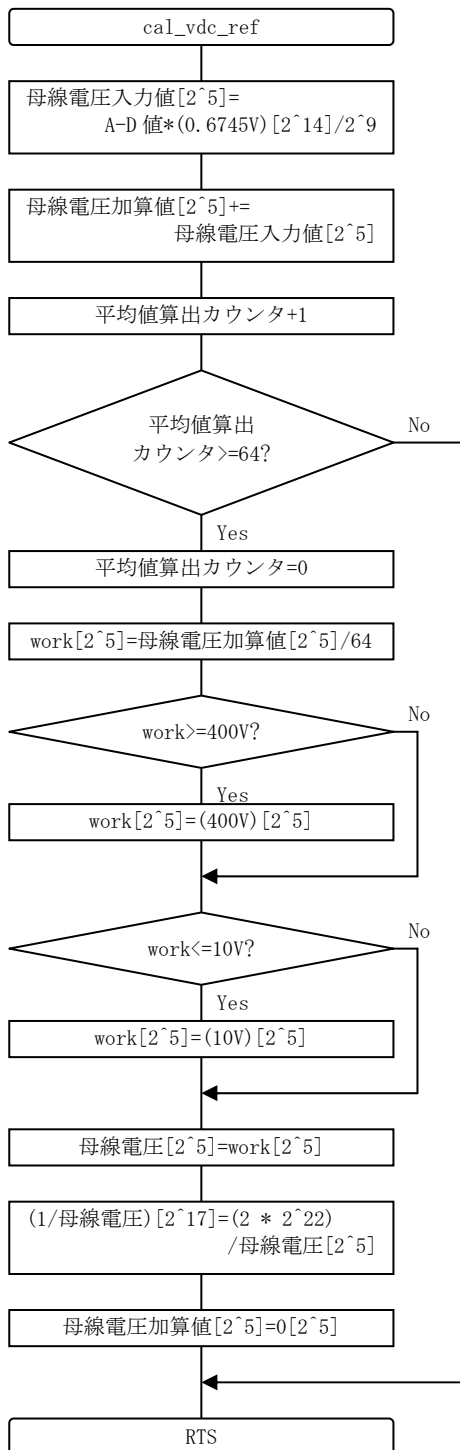 cal_vdc_ref
母線電圧入力値[2^5]=
A-D 値*(0.6745V)[2^14]/2^9
母線電圧加算値[2^5]+=
母線電圧入力値[2^5]
平均値算出カウンタ+1
平均値算出
カウンタ>=64?
No
Yes
平均値算出カウンタ=0
work[2^5]=母線電圧加算値[2^5]/64
work>=400V?
No
Yes
work[2^5]=(400V)[2^5]
work<=10V?
No
Yes
work[2^5]=(10V)[2^5]
母線電圧[2^5]=work[2^5]
(1/母線電圧)[2^17]=(2 * 2^22)
/母線電圧[2^5]
母線電圧加算値[2^5]=0[2^5]
RTS